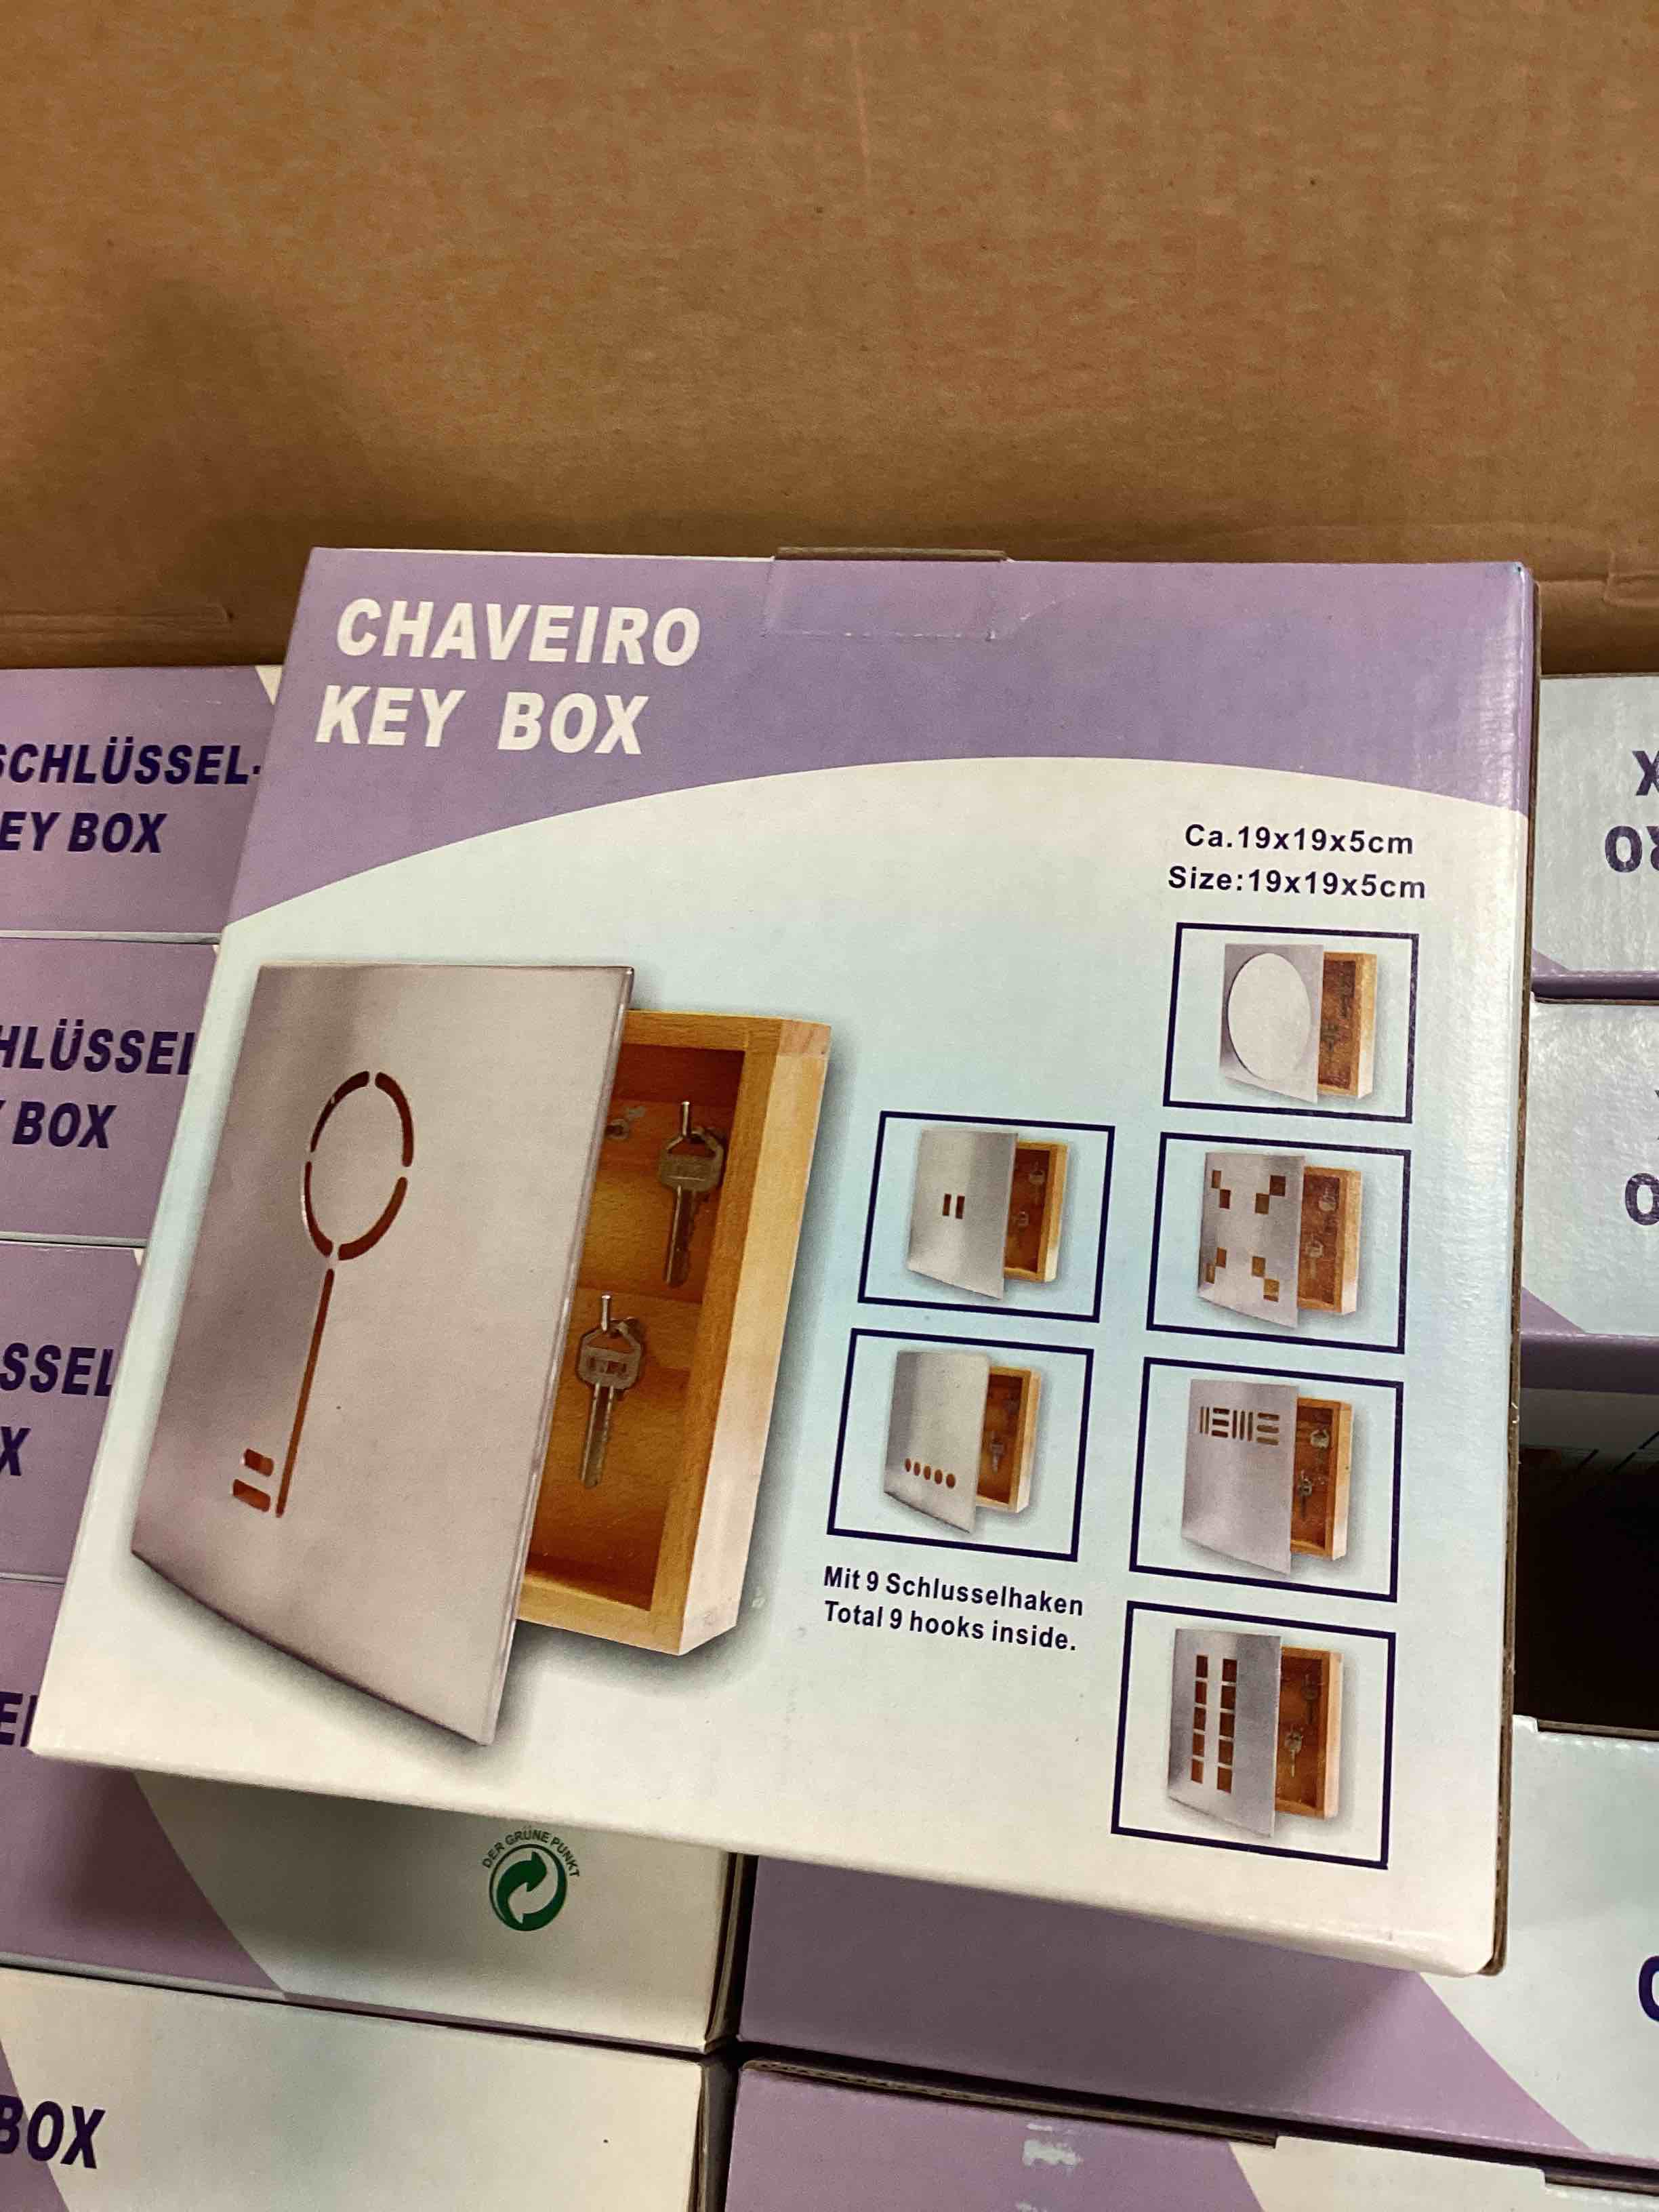 CHAVEIRO
KEY BOX
Ca.19x19x5cm
Size:19x19x5cm
Mit 9 Schlusselhaken
Total 9 hooks inside.
SCHLÜSSEL-
EY BOX
HLÜSSEL
BOX
SSEL
X
DER GRÜNE PUNKT
BOX